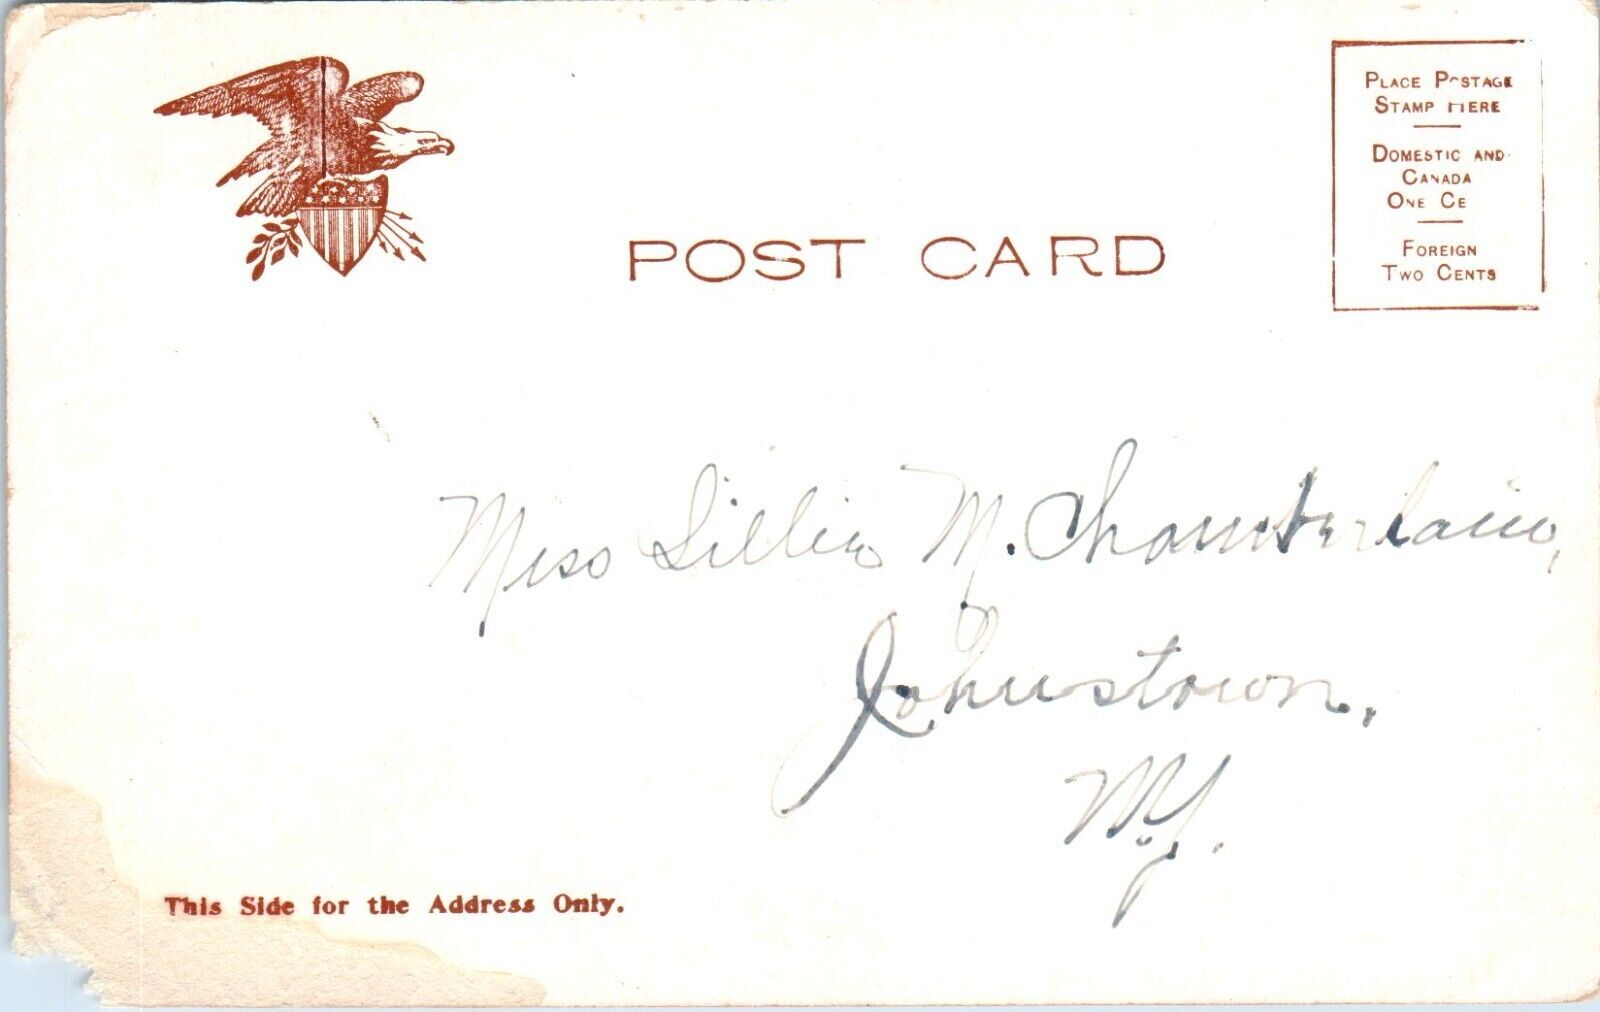 POST CARD
PLACE POSTAGE
STAMP HERE
DOMESTIC AND
CANADA
ONE CE
FOREIGN
TWO CENTS
Miss Lillie M. Chamberlain,
Johnstown.
N.Y.
This Side for the Address Only.